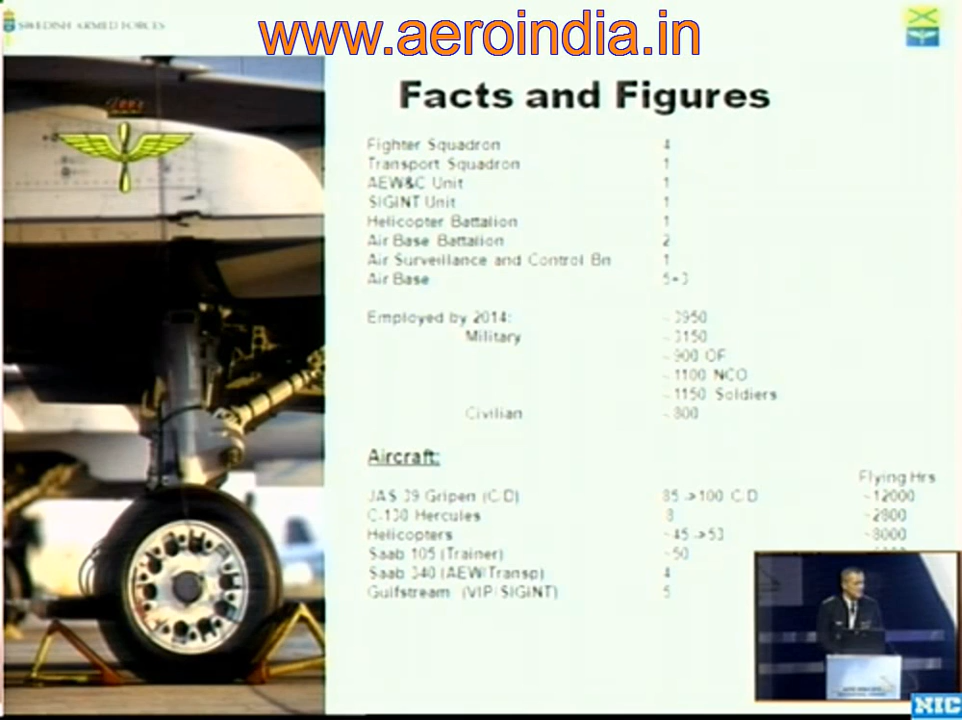 SWEDISH ARMED FORCES
www.aeroindia.in
Facts and Figures
Fighter Squadron 4
Transport Squadron 1
AEW&C Unit 1
SIGINT Unit 1
Helicopter Battalion 1
Air Base Battalion 2
Air Surveillance and Control Bn 1
Air Base 5+3
Employed by 2014: ~ 3950
Military ~ 3150
~ 900 OF
~ 1100 NCO
~ 1150 Soldiers
Civilian ~ 800
Aircraft:
Flying Hrs
JAS 39 Gripen (C/D) 85 -> 100 C/D ~12000
C-130 Hercules 8 ~2800
Helicopters ~45 -> 53 ~8000
Saab 105 (Trainer) ~50
Saab 340 (AEW/Transp) 4
Gulfstream (VIP/SIGINT) 5
NIC